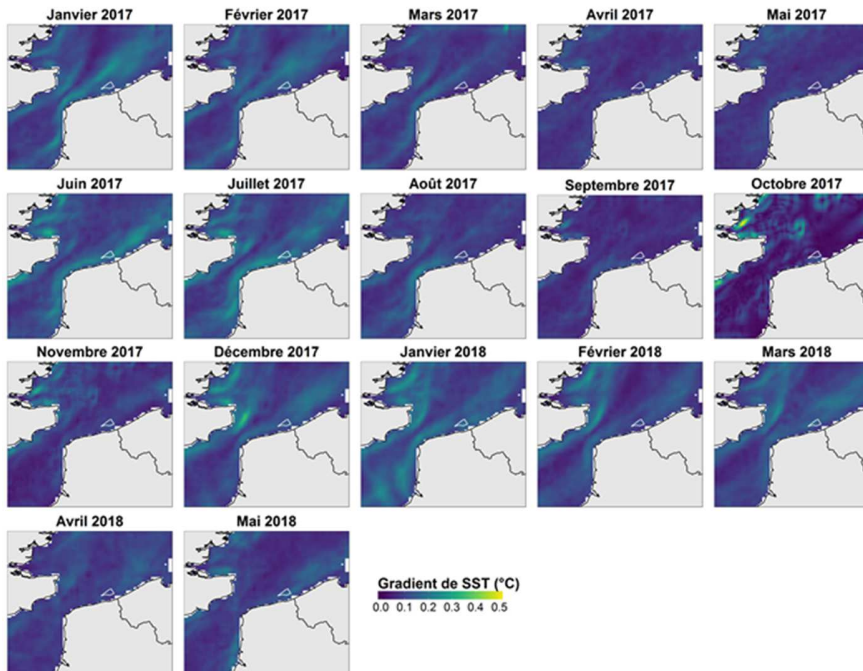 Janvier 2017 Février 2017 Mars 2017 Avril 2017 Mai 2017
Juin 2017 Juillet 2017 Août 2017 Septembre 2017 Octobre 2017
Novembre 2017 Décembre 2017 Janvier 2018 Février 2018 Mars 2018
Avril 2018 Mai 2018
Gradient de SST (°C)
0.0 0.1 0.2 0.3 0.4 0.5